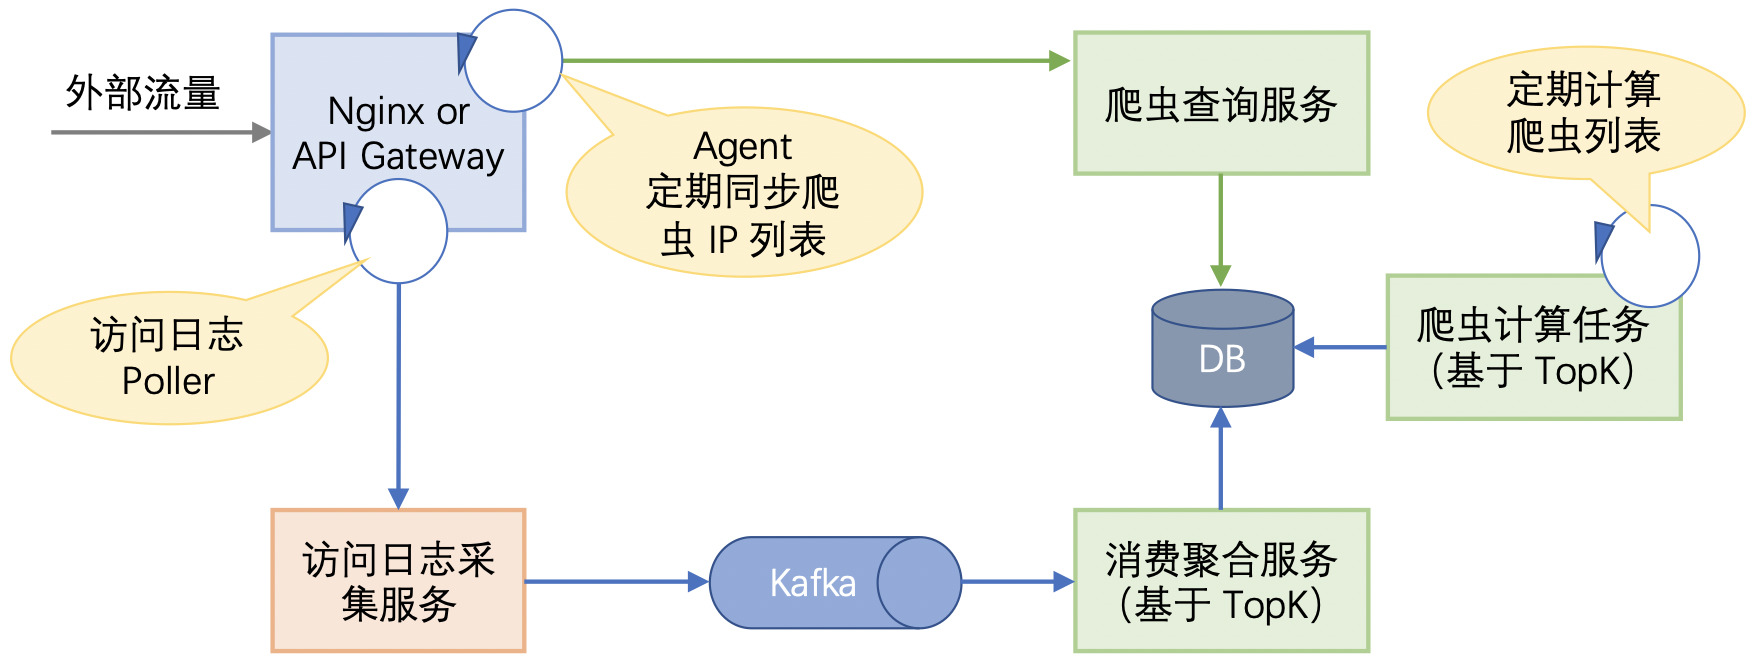 外部流量
Nginx or
API Gateway
Agent
定期同步爬
虫 IP 列表
爬虫查询服务
定期计算
爬虫列表
访问日志
Poller
DB
爬虫计算任务
（基于 TopK）
访问日志采
集服务
Kafka
消费聚合服务
（基于 TopK）